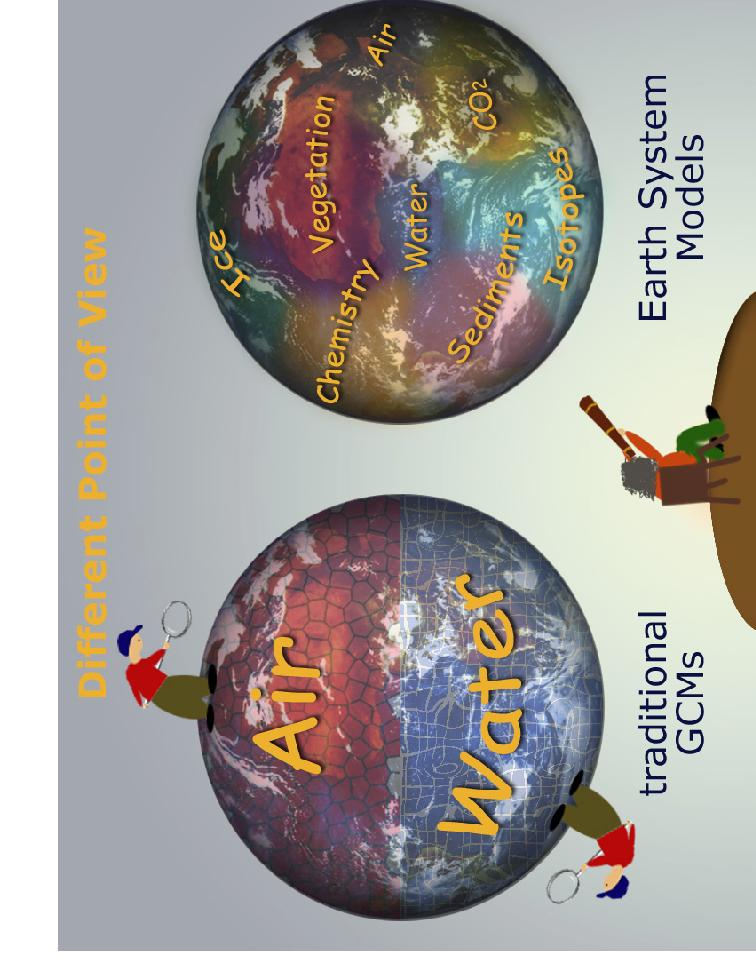 Different Point of View
Air
Water
traditional
GCMs
Ice
Vegetation
Air
Chemistry
Water
CO²
Sediments
Isotopes
Earth System
Models